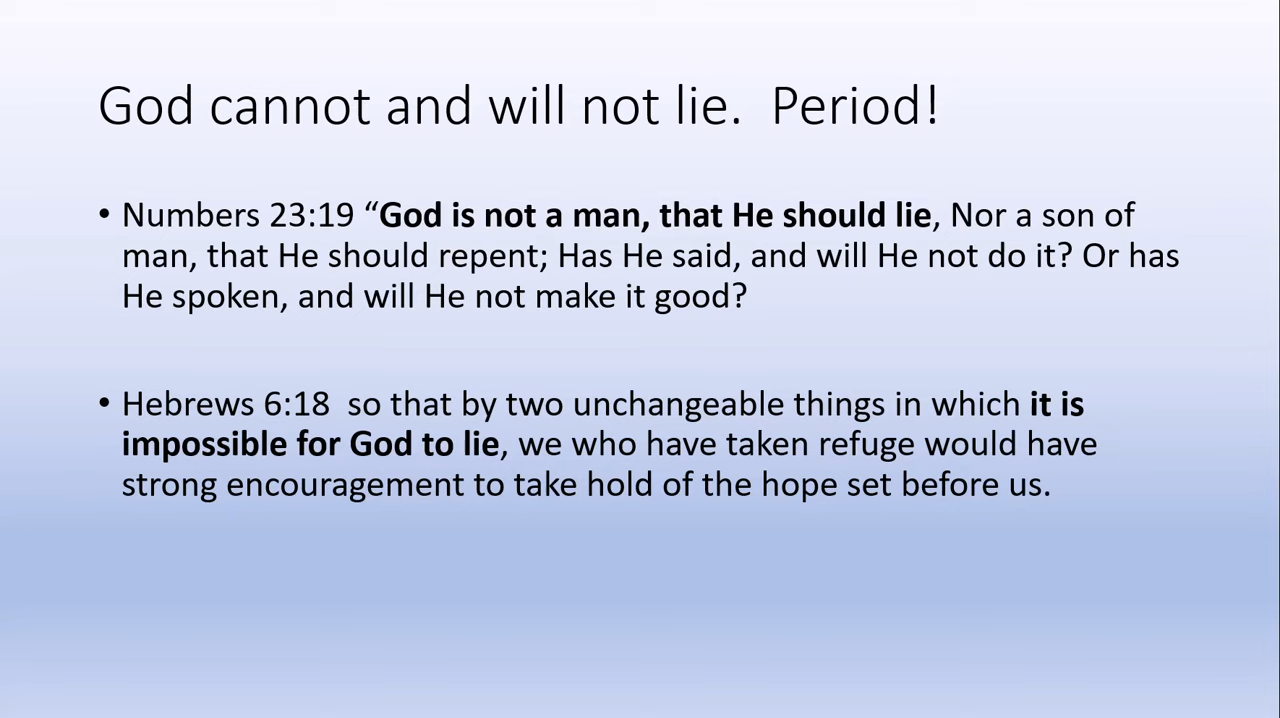 God cannot and will not lie.  Period!
• Numbers 23:19 “God is not a man, that He should lie, Nor a son of
man, that He should repent; Has He said, and will He not do it? Or has
He spoken, and will He not make it good?
• Hebrews 6:18  so that by two unchangeable things in which it is
impossible for God to lie, we who have taken refuge would have
strong encouragement to take hold of the hope set before us.